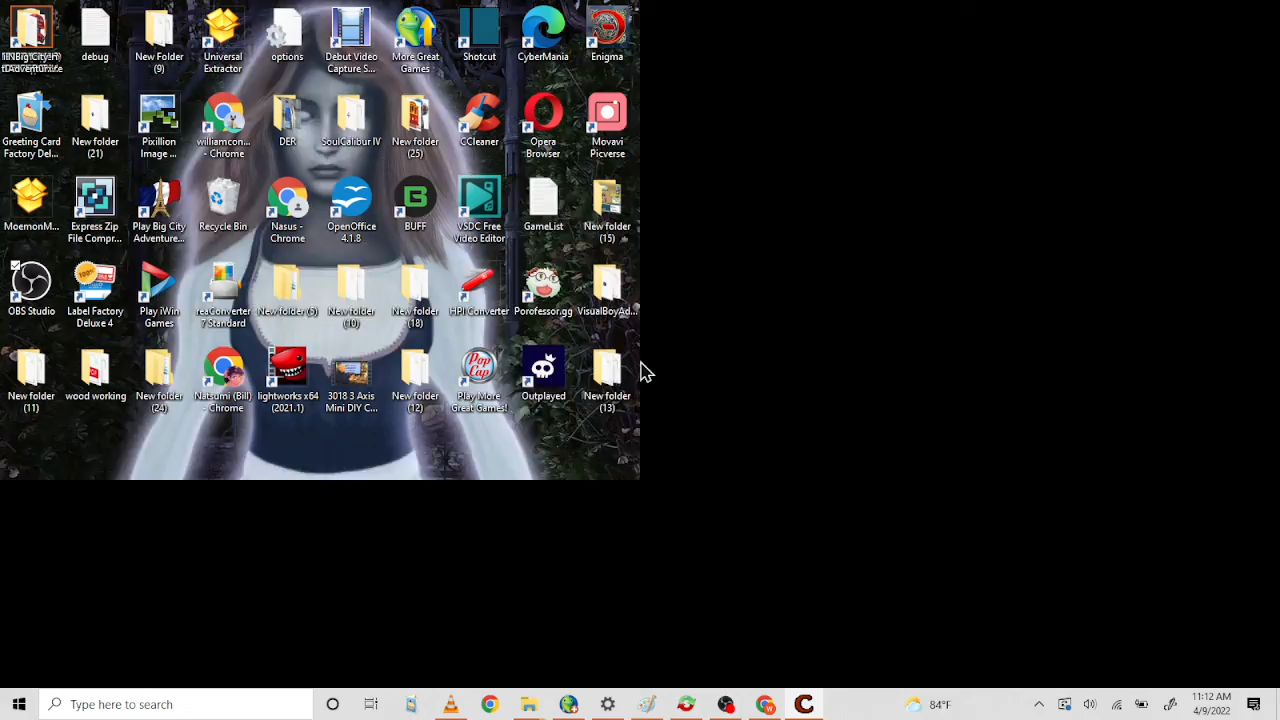 debug
New Folder (9)
Universal Extractor
options
Debut Video Capture S...
More Great Games
Shotcut
CyberMania
Enigma
Greeting Card Factory Del...
New folder (21)
Pixillion Image ...
williamcon... - Chrome
DER
SoulCalibur IV
New folder (25)
CCleaner
Opera Browser
Movavi Picverse
MoemonM...
Express Zip File Compr...
Play Big City Adventure...
Recycle Bin
Nasus - Chrome
OpenOffice 4.1.8
BUFF
VSDC Free Video Editor
GameList
New folder (15)
OBS Studio
100%
Label Factory Deluxe 4
Play iWin Games
reaConverter 7 Standard
New folder (5)
New folder (10)
New folder (18)
HPI Converter
Porofessor.gg
VisualBoyAd...
New folder (11)
wood working
New folder (24)
Natsumi (Bill) - Chrome
lightworks x64 (2021.1)
3018 3 Axis Mini DIY C...
New folder (12)
Pop Cap
Play More Great Games!
Outplayed
New folder (13)
Type here to search
84°F
11:12 AM
4/9/2022